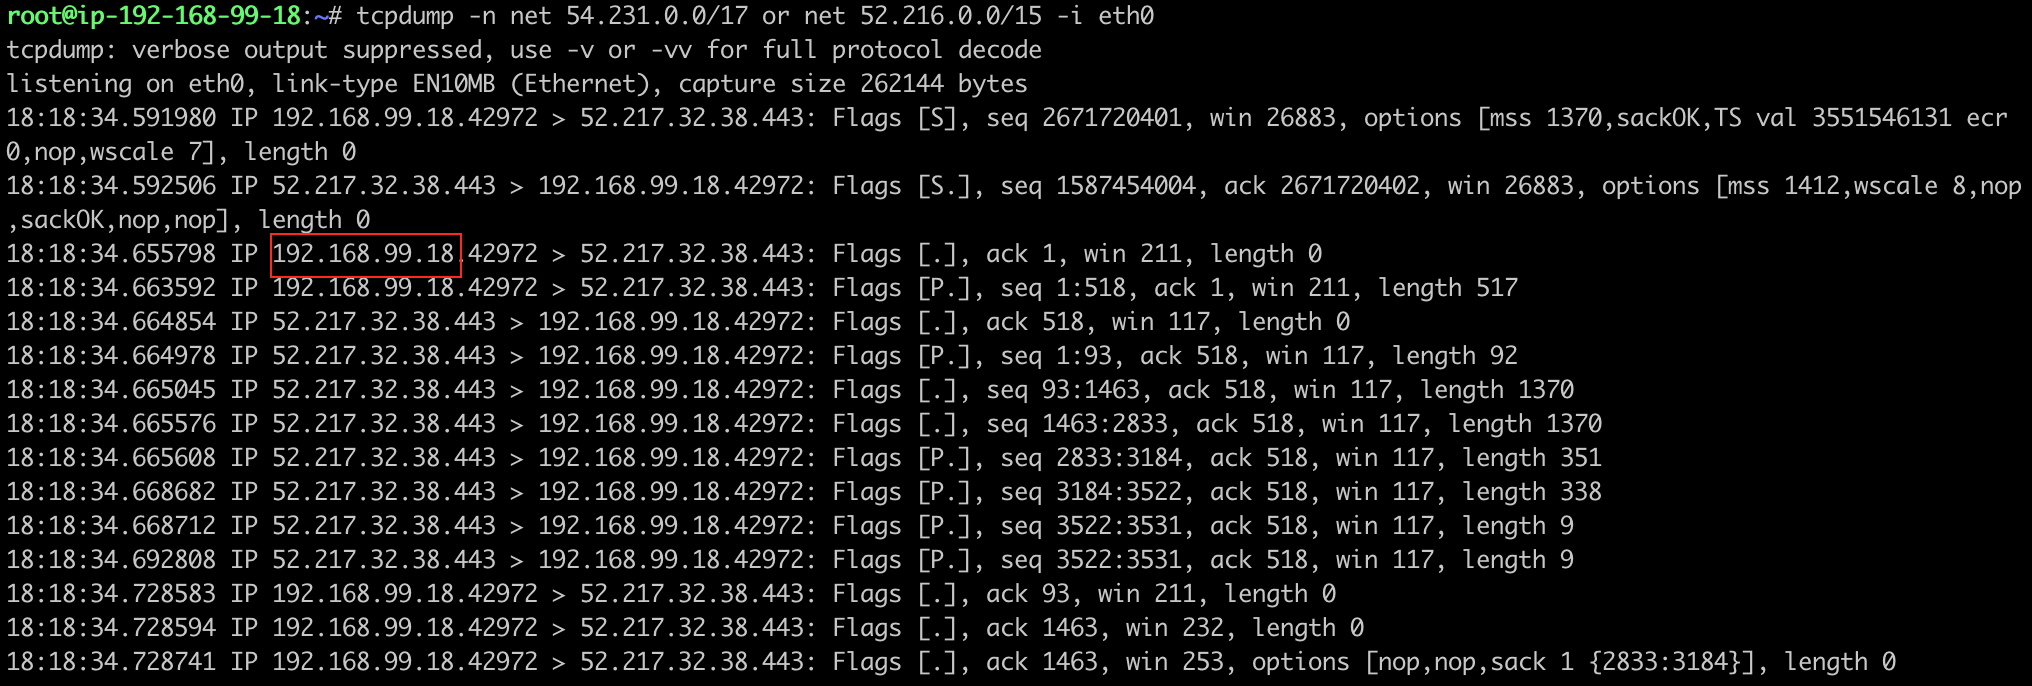 root@ip-192-168-99-18:~# tcpdump -n net 54.231.0.0/17 or net 52.216.0.0/15 -i eth0
tcpdump: verbose output suppressed, use -v or -vv for full protocol decode
listening on eth0, link-type EN10MB (Ethernet), capture size 262144 bytes
18:18:34.591980 IP 192.168.99.18.42972 > 52.217.32.38.443: Flags [S], seq 2671720401, win 26883, options [mss 1370,sackOK,TS val 3551546131 ecr
0,nop,wscale 7], length 0
18:18:34.592506 IP 52.217.32.38.443 > 192.168.99.18.42972: Flags [S.], seq 1587454004, ack 2671720402, win 26883, options [mss 1412,wscale 8,nop
,sackOK,nop,nop], length 0
18:18:34.655798 IP 192.168.99.18.42972 > 52.217.32.38.443: Flags [.], ack 1, win 211, length 0
18:18:34.663592 IP 192.168.99.18.42972 > 52.217.32.38.443: Flags [P.], seq 1:518, ack 1, win 211, length 517
18:18:34.664854 IP 52.217.32.38.443 > 192.168.99.18.42972: Flags [.], ack 518, win 117, length 0
18:18:34.664978 IP 52.217.32.38.443 > 192.168.99.18.42972: Flags [P.], seq 1:93, ack 518, win 117, length 92
18:18:34.665045 IP 52.217.32.38.443 > 192.168.99.18.42972: Flags [.], seq 93:1463, ack 518, win 117, length 1370
18:18:34.665576 IP 52.217.32.38.443 > 192.168.99.18.42972: Flags [.], seq 1463:2833, ack 518, win 117, length 1370
18:18:34.665608 IP 52.217.32.38.443 > 192.168.99.18.42972: Flags [P.], seq 2833:3184, ack 518, win 117, length 351
18:18:34.668682 IP 52.217.32.38.443 > 192.168.99.18.42972: Flags [P.], seq 3184:3522, ack 518, win 117, length 338
18:18:34.668712 IP 52.217.32.38.443 > 192.168.99.18.42972: Flags [P.], seq 3522:3531, ack 518, win 117, length 9
18:18:34.692808 IP 52.217.32.38.443 > 192.168.99.18.42972: Flags [P.], seq 3522:3531, ack 518, win 117, length 9
18:18:34.728583 IP 192.168.99.18.42972 > 52.217.32.38.443: Flags [.], ack 93, win 211, length 0
18:18:34.728594 IP 192.168.99.18.42972 > 52.217.32.38.443: Flags [.], ack 1463, win 232, length 0
18:18:34.728741 IP 192.168.99.18.42972 > 52.217.32.38.443: Flags [.], ack 1463, win 253, options [nop,nop,sack 1 {2833:3184}], length 0